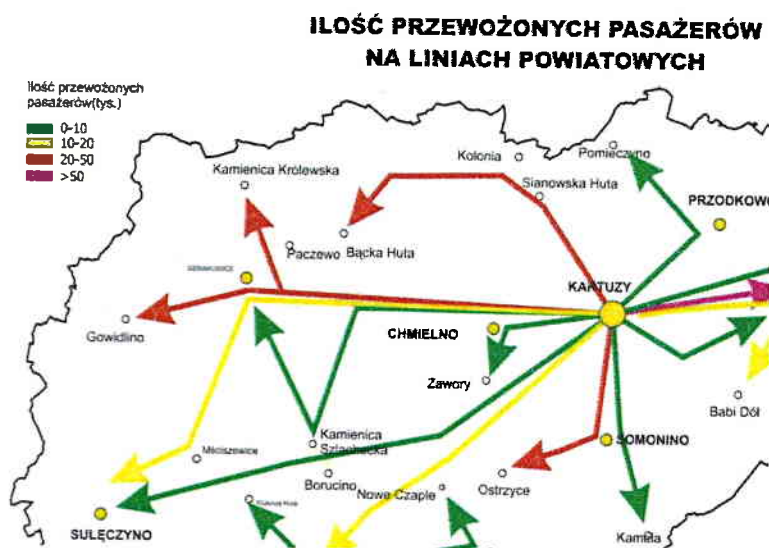 ILOŚĆ PRZEWOŻONYCH PASAŻERÓW
NA LINIACH POWIATOWYCH
Ilość przewożonych
pasażerów(tys.)
0-10
10-20
20-50
>50
Kolonia
Pomieczyno
Kamienica Królewska
Sianowska Huta
PRZODKOWO
Paczewo
Bącka Huta
KARTUZY
Gowidlino
CHMIELNO
Zawory
Babi Dół
Kamienica
Szlachecka
SOMONINO
Mściszewice
Borucino
Nowe Czaple
Ostrzyce
SULĘCZYNO
Kamela